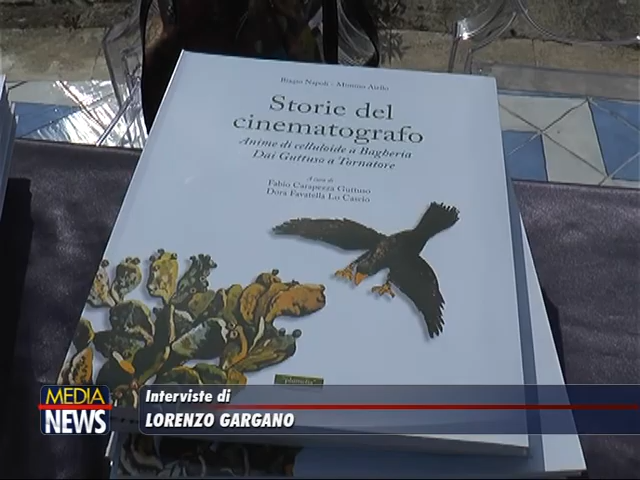 Biagio Napoli - Mimmo Aiello
Storie del
cinematografo
Anime di celluloide a Bagheria
Dai Guttuso a Tornatore
A cura di
Fabio Carapezza Guttuso
Dora Favatella Lo Cascio
plumelia
MEDIA
NEWS
Interviste di
LORENZO GARGANO